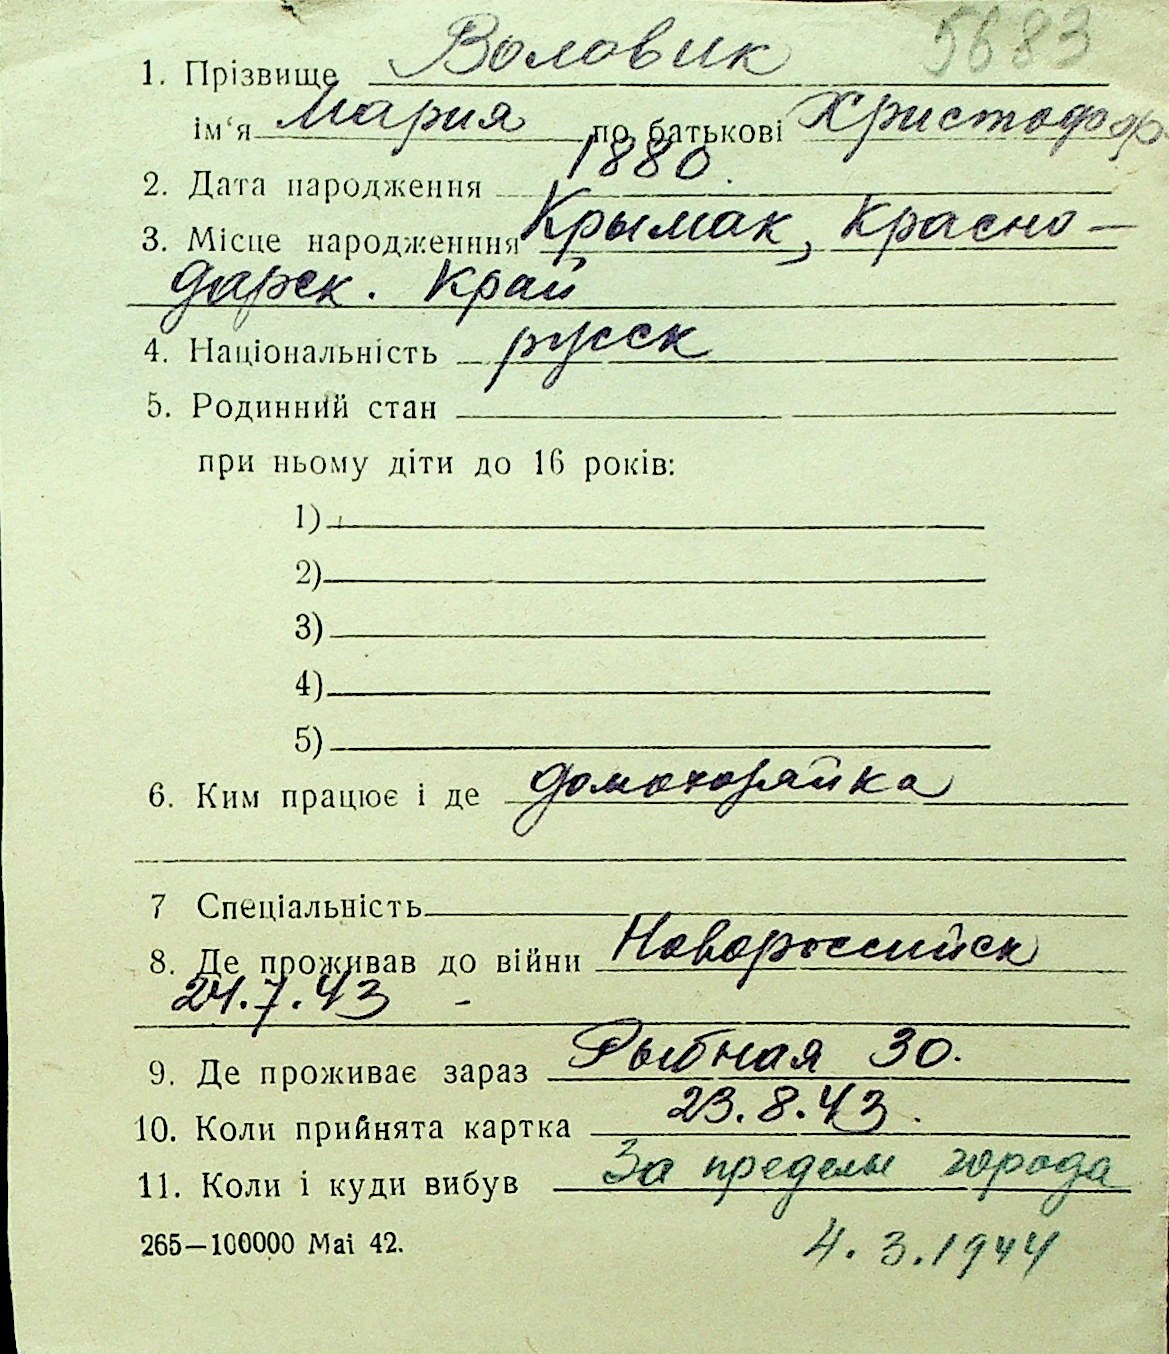 5683
1. Прізвище Воловик
ім‘я Мария по батькові Христофор
2. Дата народження 1880.
3. Місце народженння Крымак, Красно-
дарск. Край
4. Національність русск
5. Родинний стан
при ньому діти до 16 років:
1)
2)
3)
4)
5)
6. Ким працює і де домохозяйка
7 Спеціальність
8. Де проживав до війни Новороссийск
24.7.43 -
9. Де проживає зараз Рыбная 30.
10. Коли прийнята картка 23.8.43.
11. Коли і куди вибув За пределы города
265—100000 Mai 42. 4.3.1944